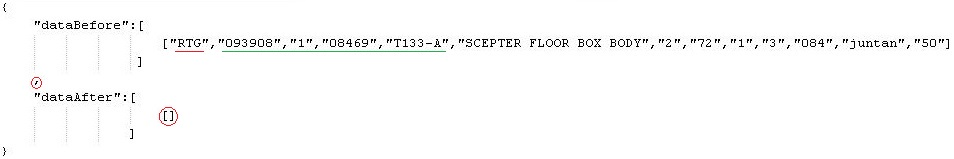 {
"dataBefore":[
["RTG","093908","1","08469","T133-A","SCEPTER FLOOR BOX BODY","2","72","1","3","084","juntan","50"]
]
,
"dataAfter":[
[]
]
}